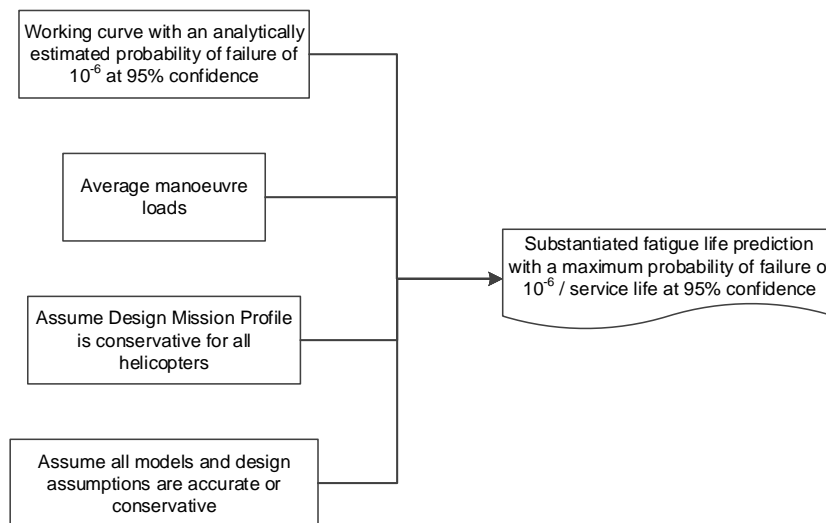 Working curve with an analytically
estimated probability of failure of
10⁻⁶ at 95% confidence
Average manoeuvre
loads
Assume Design Mission Profile
is conservative for all
helicopters
Assume all models and design
assumptions are accurate or
conservative
Substantiated fatigue life prediction
with a maximum probability of failure o
10⁻⁶ / service life at 95% confidence